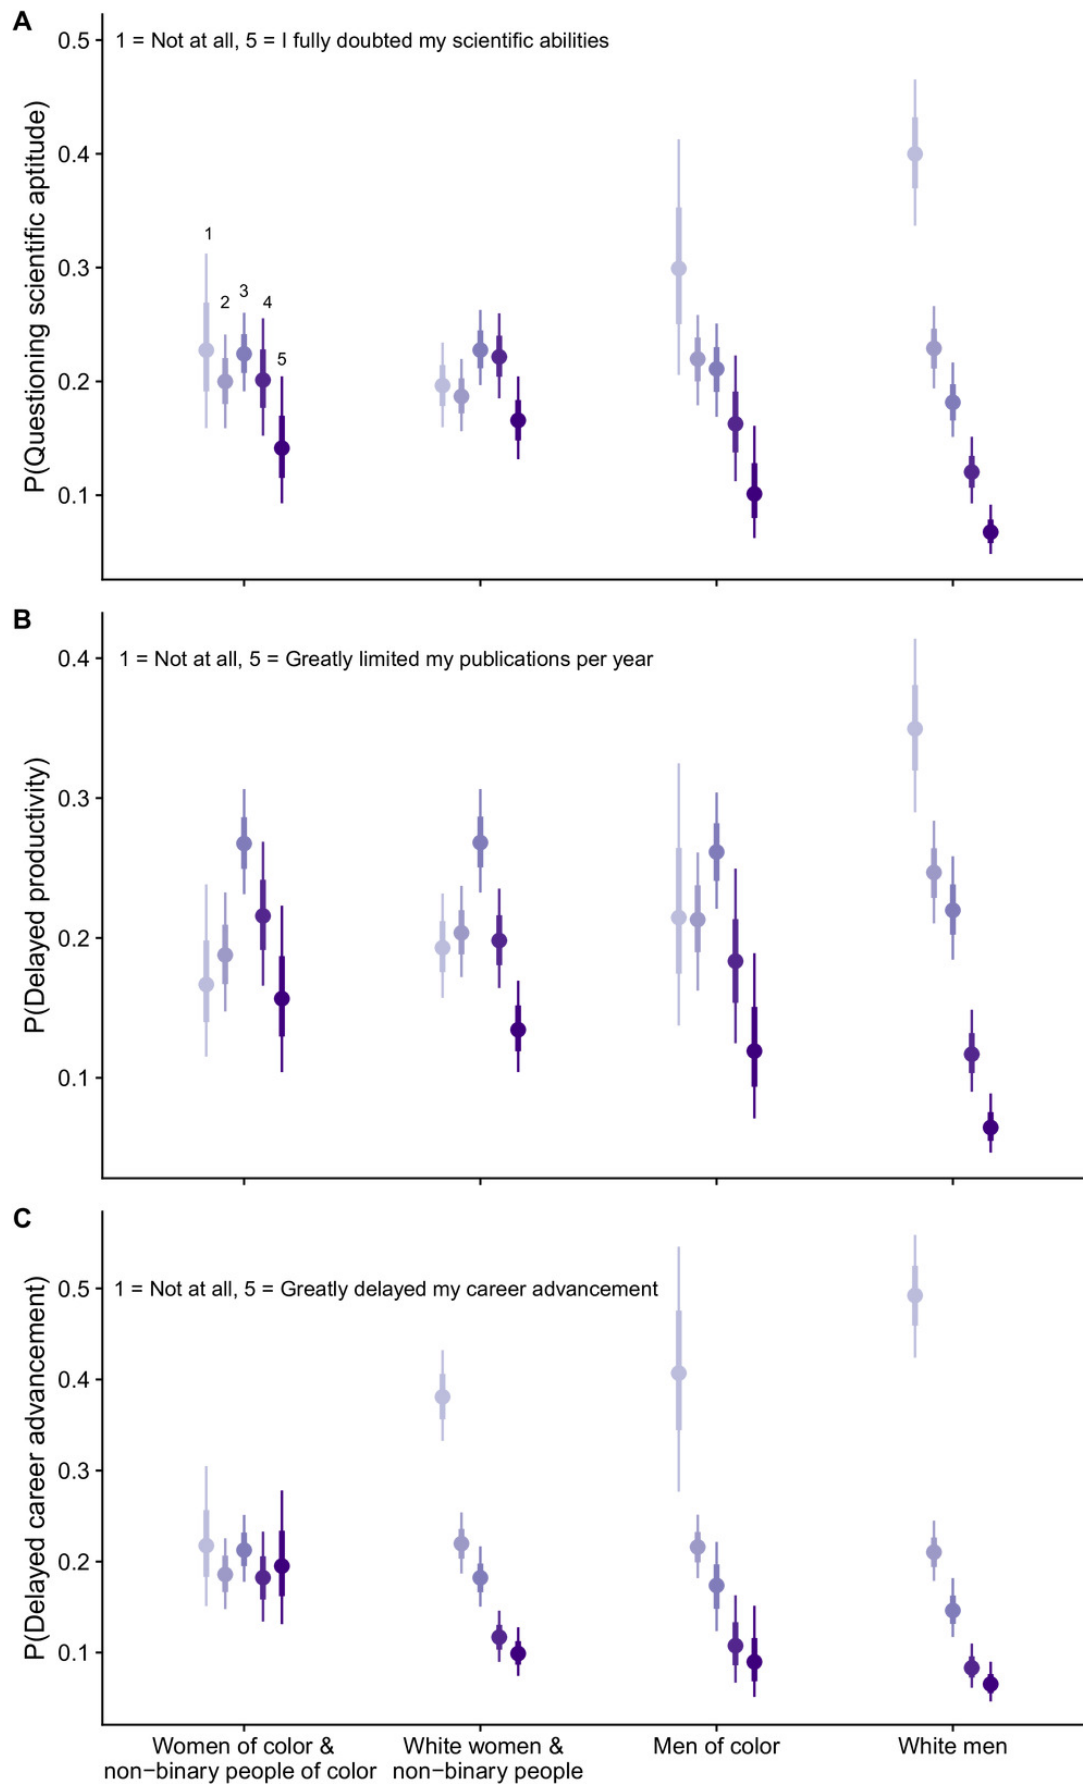 A
1 = Not at all, 5 = I fully doubted my scientific abilities
P(Questioning scientific aptitude)
0.5
0.4
0.3
0.2
0.1
1
2
3
4
5
B
1 = Not at all, 5 = Greatly limited my publications per year
P(Delayed productivity)
0.4
0.3
0.2
0.1
C
1 = Not at all, 5 = Greatly delayed my career advancement
P(Delayed career advancement)
0.5
0.4
0.3
0.2
0.1
Women of color &
non−binary people of color
White women &
non−binary people
Men of color
White men